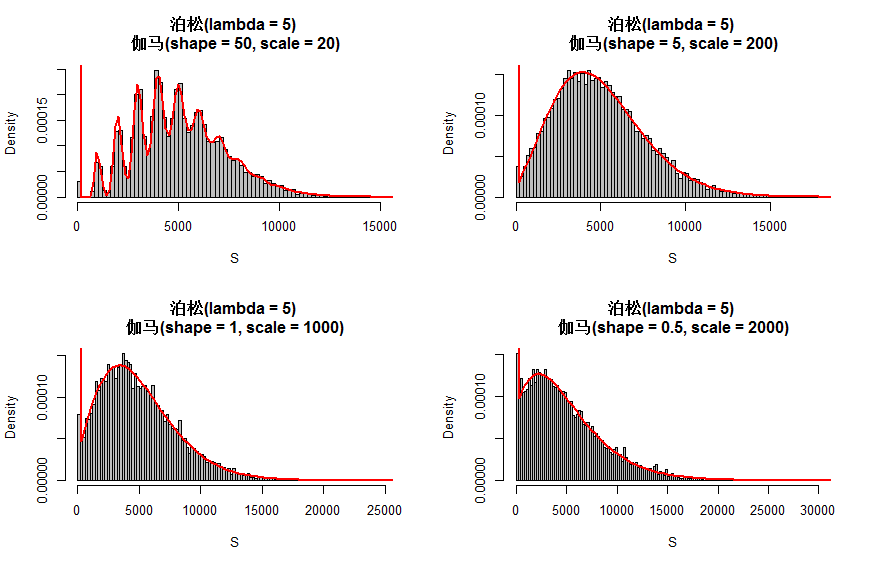 泊松(lambda = 5)
伽马(shape = 50, scale = 20)
Density
0.00000
0.00015
0
5000
10000
15000
S
泊松(lambda = 5)
伽马(shape = 5, scale = 200)
Density
0.00000
0.00010
0
5000
10000
15000
S
泊松(lambda = 5)
伽马(shape = 1, scale = 1000)
Density
0.00000
0.00010
0
5000
10000
15000
20000
25000
S
泊松(lambda = 5)
伽马(shape = 0.5, scale = 2000)
Density
0.00000
0.00010
0
5000
10000
15000
20000
25000
30000
S